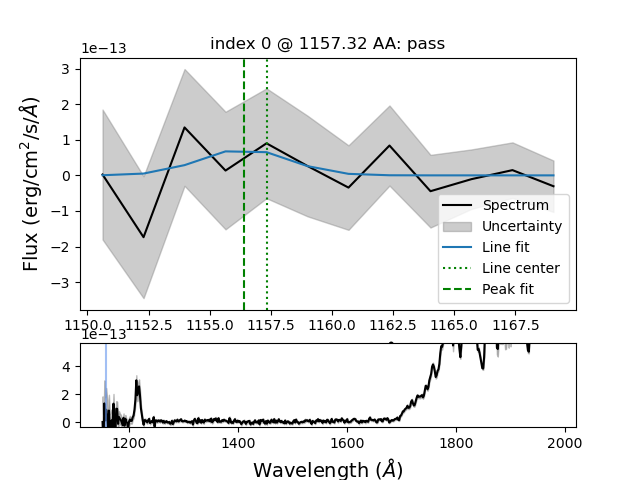 index 0 @ 1157.32 AA: pass
1e−13
3
2
1
0
−1
−2
−3
Flux (erg/cm²/s/Å)
Spectrum
Uncertainty
Line fit
Line center
Peak fit
1150.0 1152.5 1155.0 1157.5 1160.0 1162.5 1165.0 1167.5
1e−13
4
2
0
1200 1400 1600 1800 2000
Wavelength (Å)